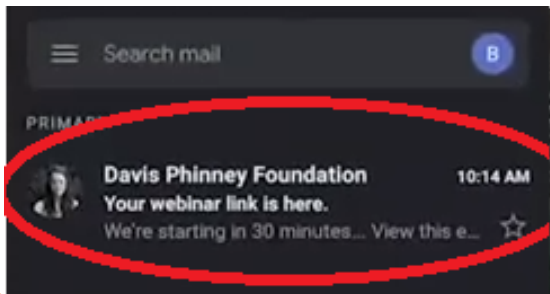 Search mail
B
PRIMA
Davis Phinney Foundation 10:14 AM
Your webinar link is here.
We're starting in 30 minutes... View this e...